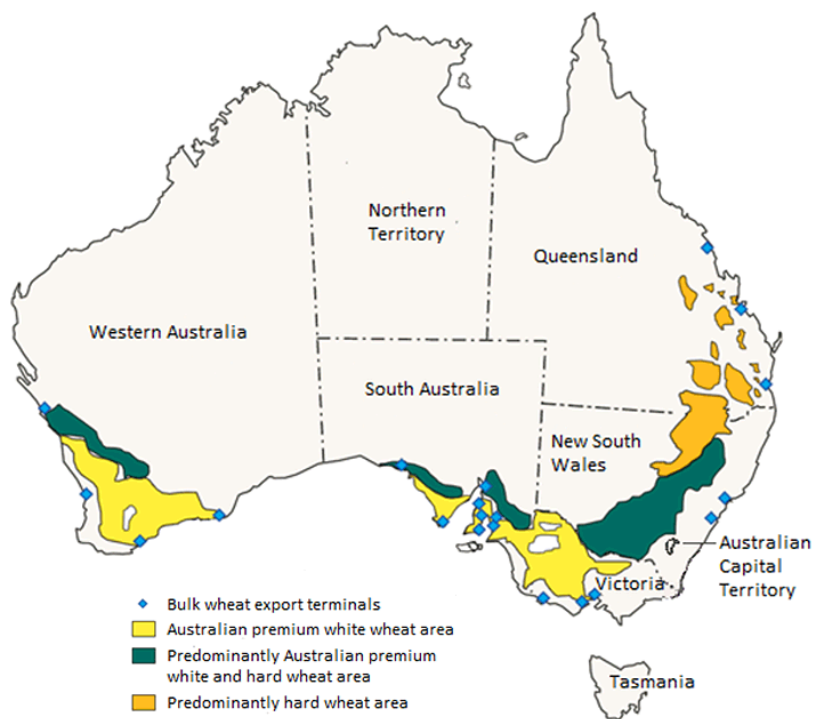 Northern
Territory
Queensland
Western Australia
South Australia
New South
Wales
Australian
Capital
Territory
Victoria
Tasmania
Bulk wheat export terminals
Australian premium white wheat area
Predominantly Australian premium
white and hard wheat area
Predominantly hard wheat area